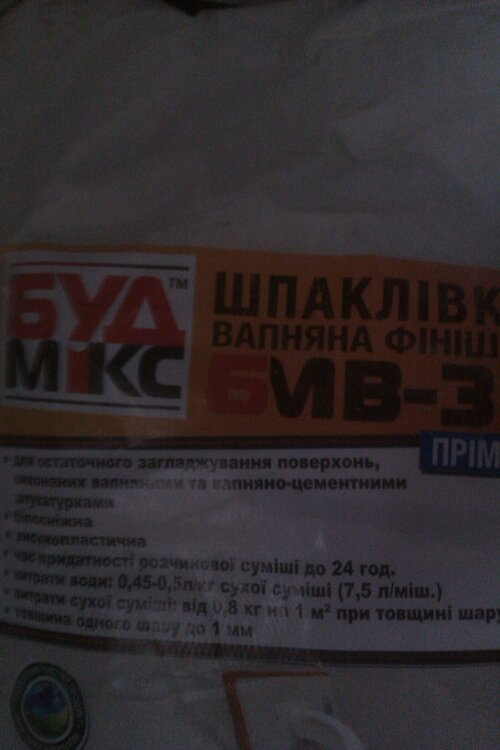 БУД™
МІКС
ШПАКЛІВК
ВАПНЯНА ФІНІШ
БИВ-3
ПРІМ
• для остаточного загладжування поверхонь,
виконаних вапняними та вапняно-цементними
штукатурками
• білосніжна
• високопластична
• час придатності розчинової суміші до 24 год.
• витрати води: 0,45-0,5л/кг сухої суміші (7,5 л/міш.)
• витрати сухої суміші: від 0,8 кг на 1 м² при товщині шару
• товщина одного шару до 1 мм